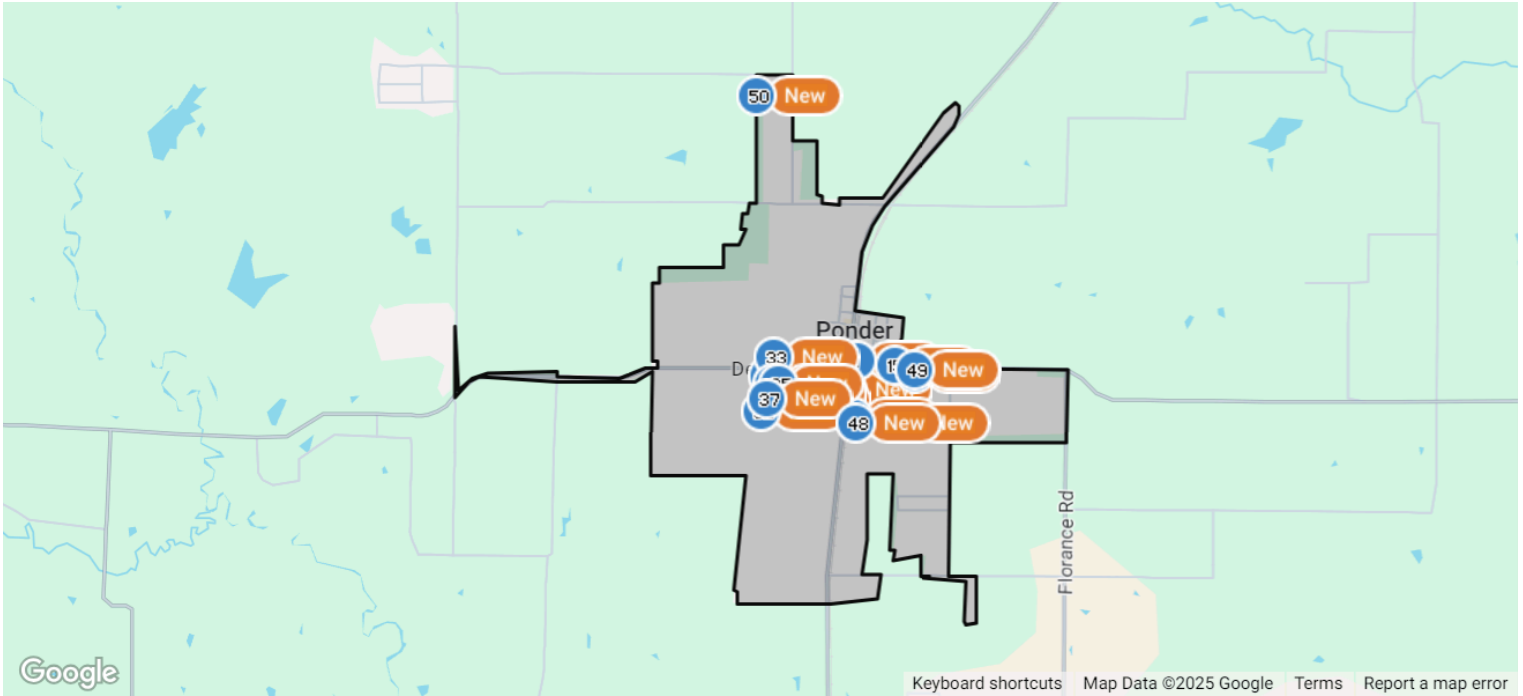 50 New
Ponder
33 New
49 New
New
37 New
48 New
New
Florance Rd
Google
Keyboard shortcuts Map Data ©2025 Google Terms Report a map error